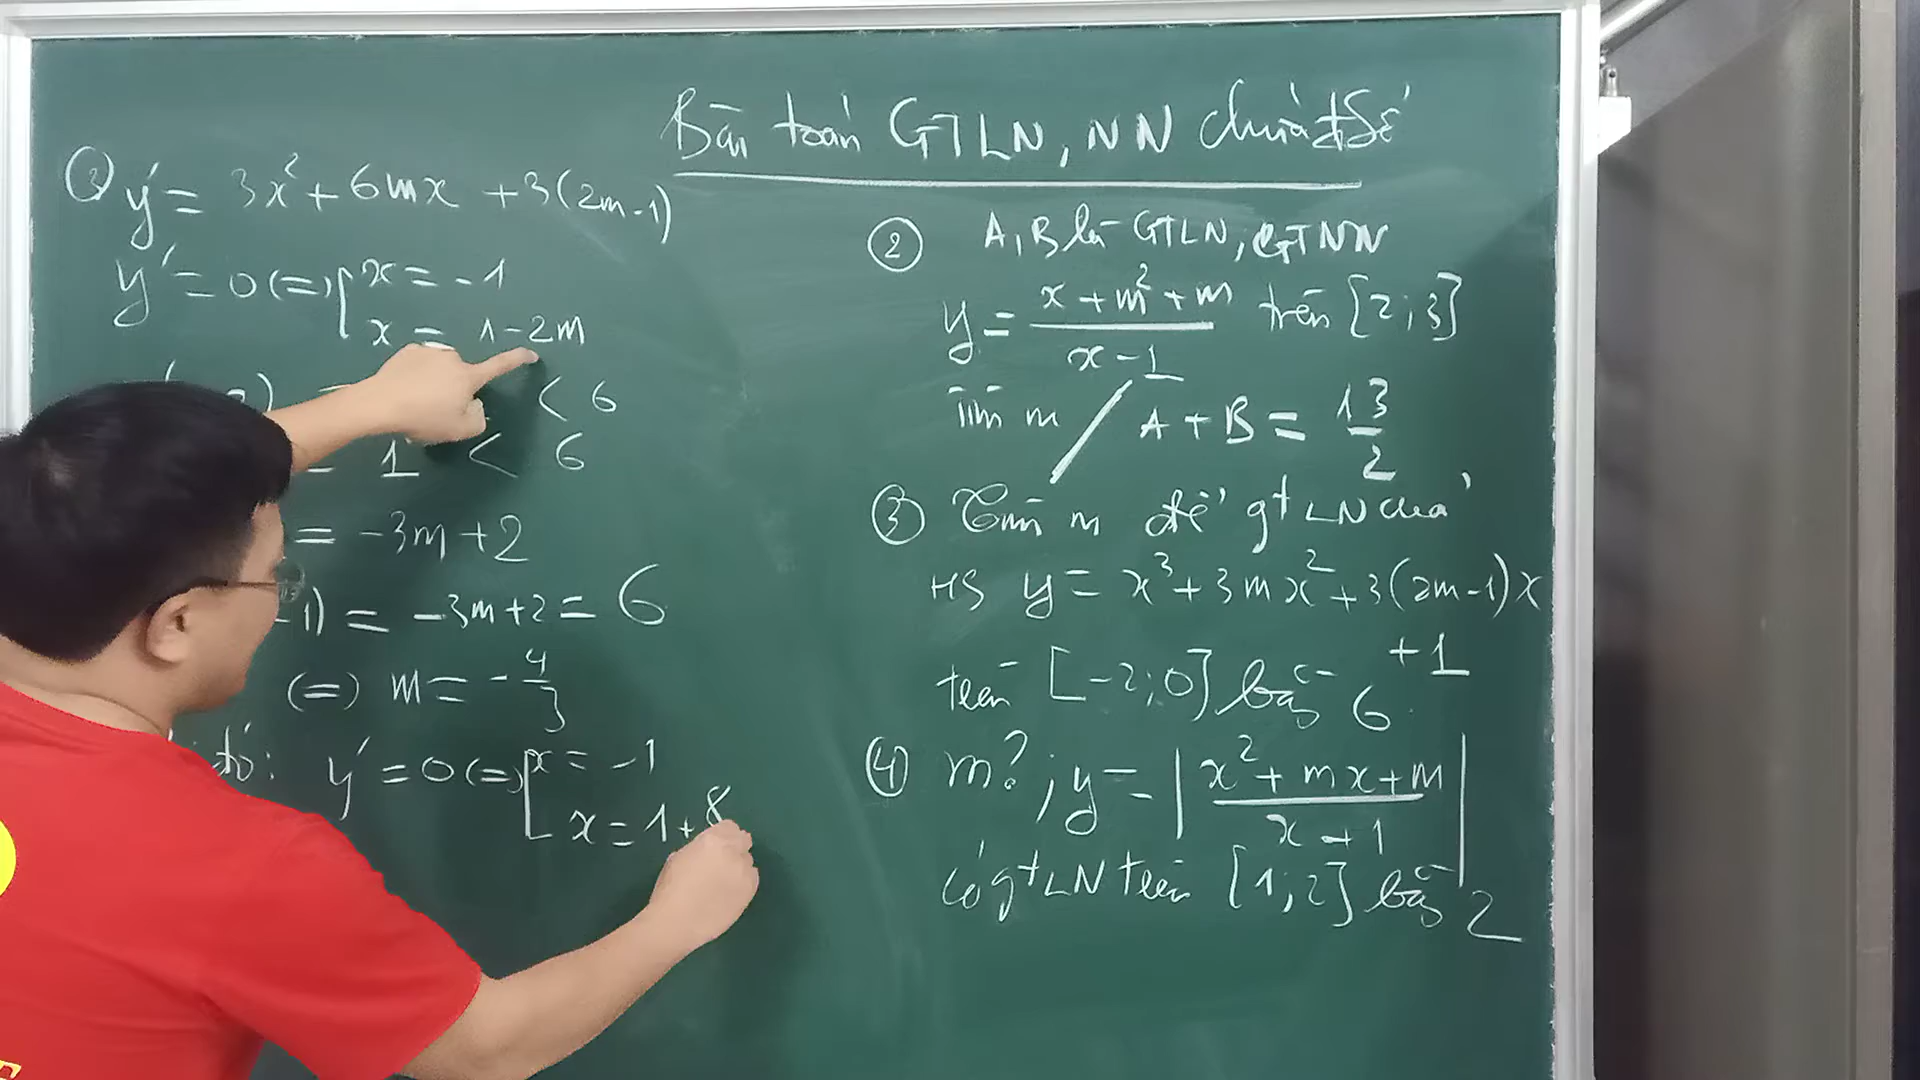 Bài toán GTLN, NN chứa t/Số
③ y' = 3x² + 6mx + 3(2m-1)
y' = 0 (=) [ x = -1
x = 1-2m
< 6
= 1 < 6
= -3m+2
-1) = -3m+2 = 6
(=) m = -4/3
đó: y' = 0 (=) [ x = -1
x = 1 + 8
② A, B là GTLN, GTNN
y = (x + m² + m)/(x - 1) trên [2; 3]
Tìm m / A + B = 13/2
③ Tìm m để gtLN của
HS y = x³ + 3mx² + 3(2m-1)x
+1
trên [-2; 0] bằng 6
④ m? ; y = | (x² + mx + m)/(x + 1) |
có gtLN trên [1; 2] bằng 2